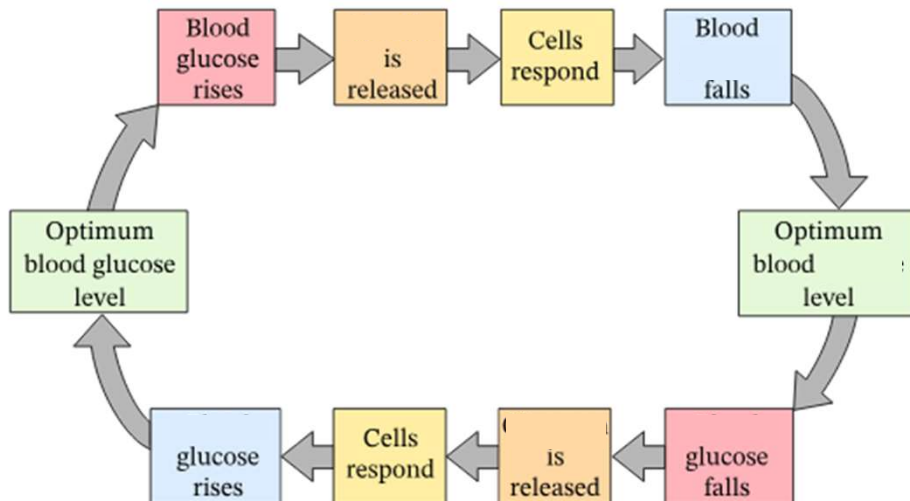 Blood
glucose
rises
is
released
Cells
respond
Blood
falls
Optimum
blood glucose
level
Optimum
blood
level
glucose
rises
Cells
respond
is
released
glucose
falls